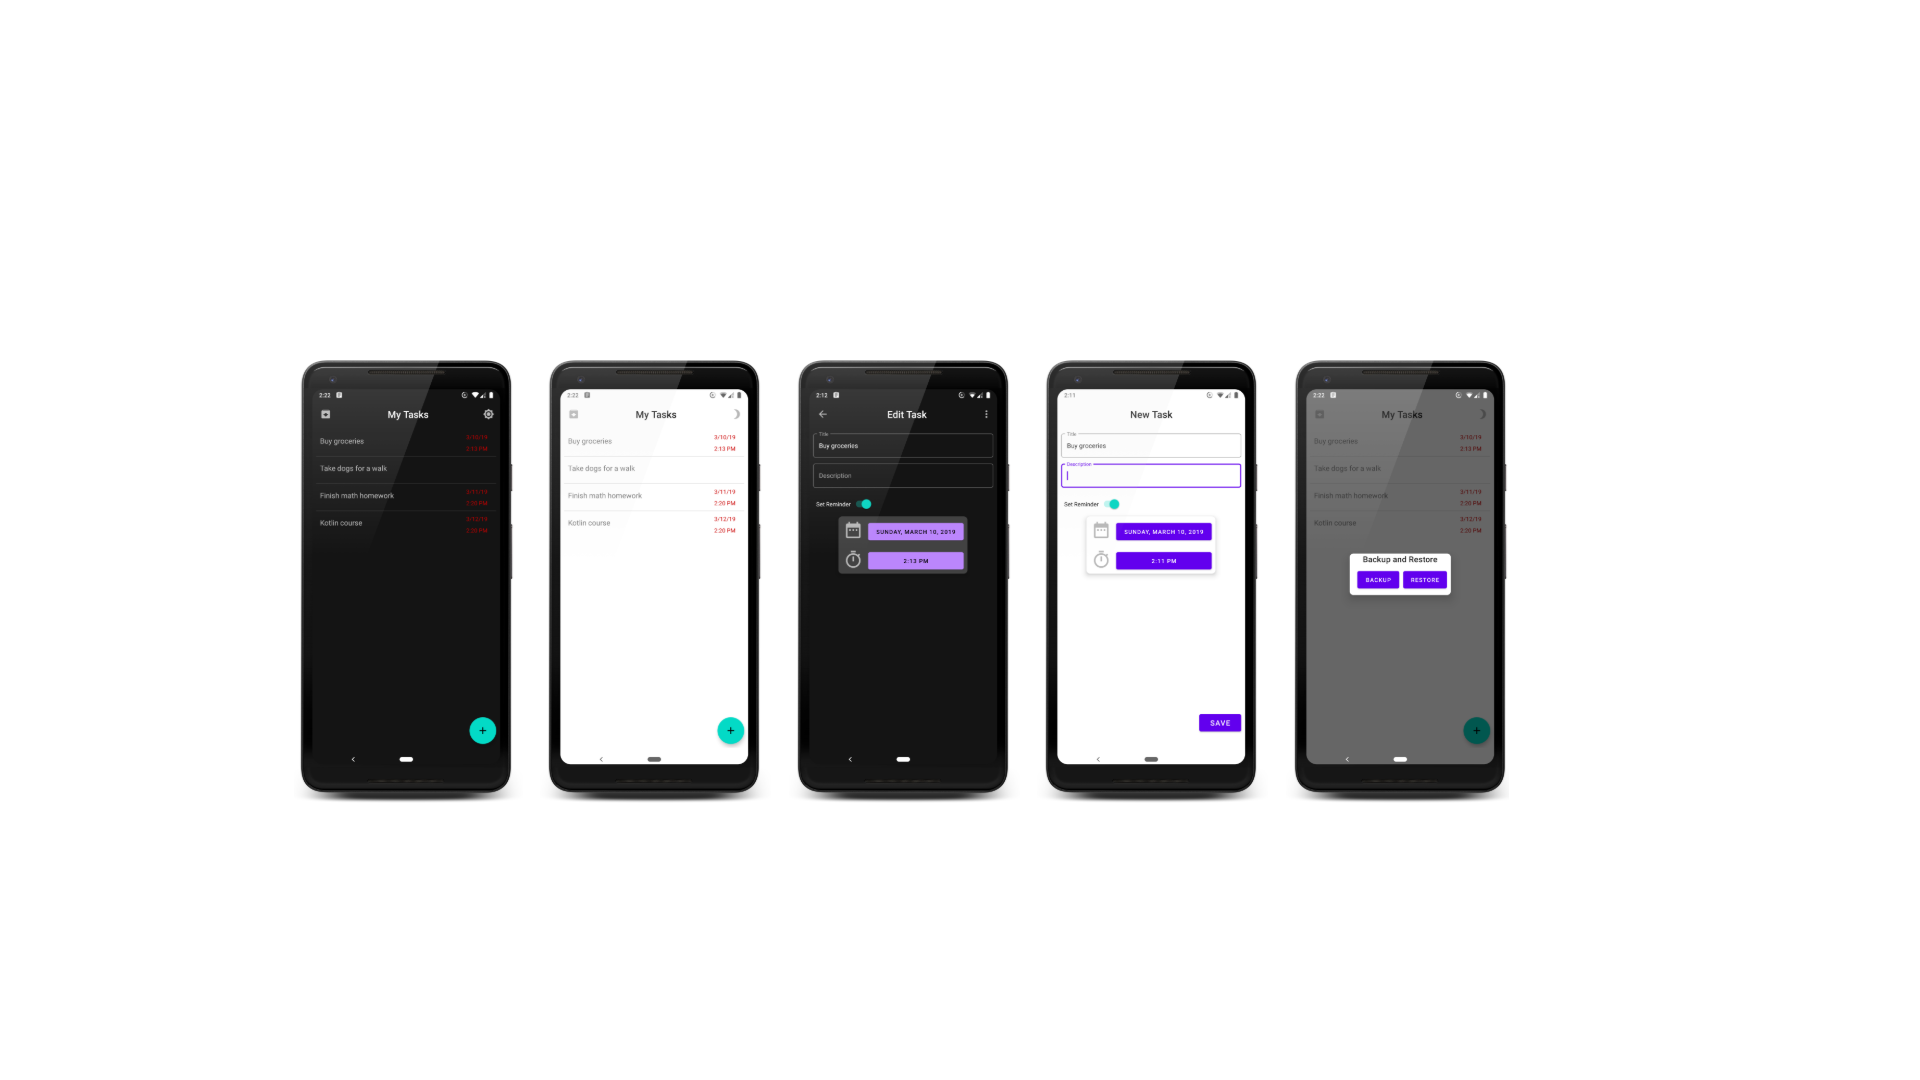 2:22
My Tasks
Buy groceries
3/10/19
2:13 PM
Take dogs for a walk
Finish math homework
3/11/19
2:20 PM
Kotlin course
3/12/19
2:20 PM
+
2:22
My Tasks
Buy groceries
3/10/19
2:13 PM
Take dogs for a walk
Finish math homework
3/11/19
2:20 PM
Kotlin course
3/12/19
2:20 PM
+
2:12
Edit Task
Title
Buy groceries
Description
Set Reminder
SUNDAY, MARCH 10, 2019
2:13 PM
2:11
New Task
Title
Buy groceries
Description
Set Reminder
SUNDAY, MARCH 10, 2019
2:11 PM
SAVE
2:22
My Tasks
Buy groceries
3/10/19
2:13 PM
Take dogs for a walk
Finish math homework
3/11/19
2:20 PM
Kotlin course
3/12/19
2:20 PM
Backup and Restore
BACKUP RESTORE
+